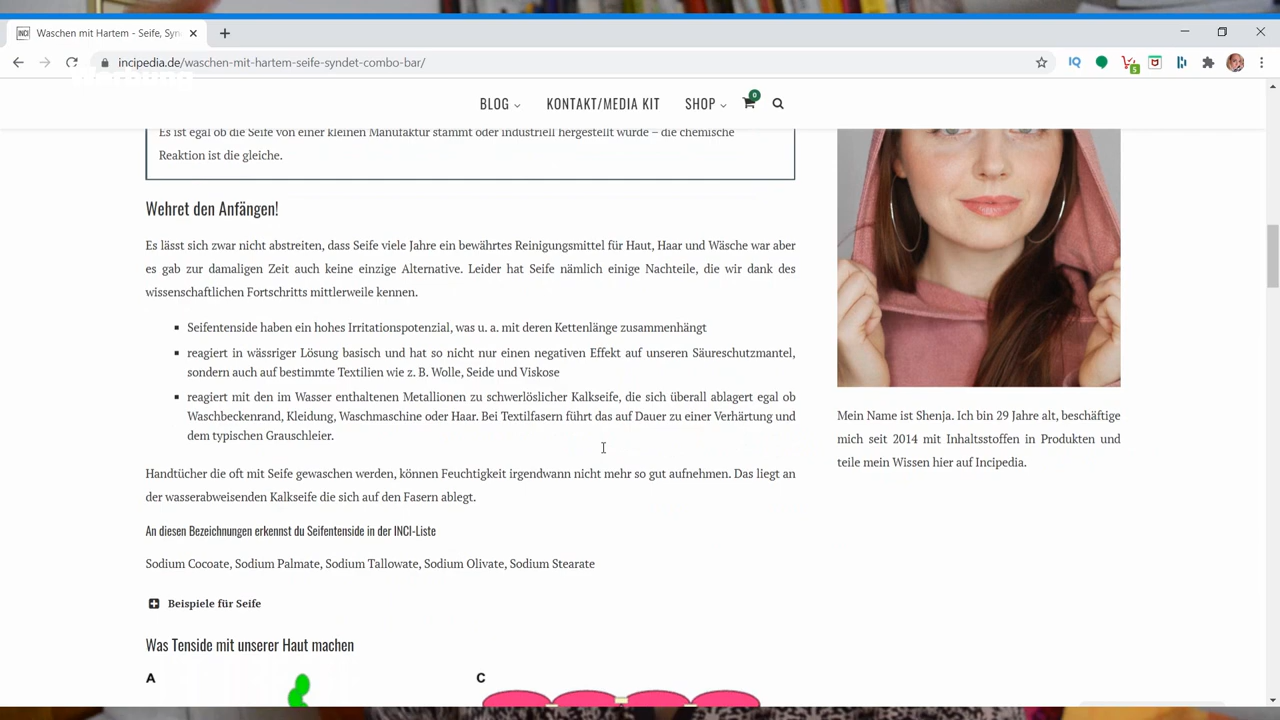 Waschen mit Hartem - Seife, Syn
incipedia.de/waschen-mit-hartem-seife-syndet-combo-bar/
BLOG
KONTAKT/MEDIA KIT
SHOP
0
Es ist egal ob die Seife von einer kleinen Manufaktur stammt oder industriell hergestellt wurde – die chemische
Reaktion ist die gleiche.
Wehret den Anfängen!
Es lässt sich zwar nicht abstreiten, dass Seife viele Jahre ein bewährtes Reinigungsmittel für Haut, Haar und Wäsche war aber
es gab zur damaligen Zeit auch keine einzige Alternative. Leider hat Seife nämlich einige Nachteile, die wir dank des
wissenschaftlichen Fortschritts mittlerweile kennen.
Seifentenside haben ein hohes Irritationspotenzial, was u. a. mit deren Kettenlänge zusammenhängt
reagiert in wässriger Lösung basisch und hat so nicht nur einen negativen Effekt auf unseren Säureschutzmantel,
sondern auch auf bestimmte Textilien wie z. B. Wolle, Seide und Viskose
reagiert mit den im Wasser enthaltenen Metallionen zu schwerlöslicher Kalkseife, die sich überall ablagert egal ob
Waschbeckenrand, Kleidung, Waschmaschine oder Haar. Bei Textilfasern führt das auf Dauer zu einer Verhärtung und
dem typischen Grauschleier.
Handtücher die oft mit Seife gewaschen werden, können Feuchtigkeit irgendwann nicht mehr so gut aufnehmen. Das liegt an
der wasserabweisenden Kalkseife die sich auf den Fasern ablegt.
An diesen Bezeichnungen erkennst du Seifentenside in der INCI-Liste
Sodium Cocoate, Sodium Palmate, Sodium Tallowate, Sodium Olivate, Sodium Stearate
Beispiele für Seife
Was Tenside mit unserer Haut machen
A
C
Mein Name ist Shenja. Ich bin 29 Jahre alt, beschäftige
mich seit 2014 mit Inhaltsstoffen in Produkten und
teile mein Wissen hier auf Incipedia.